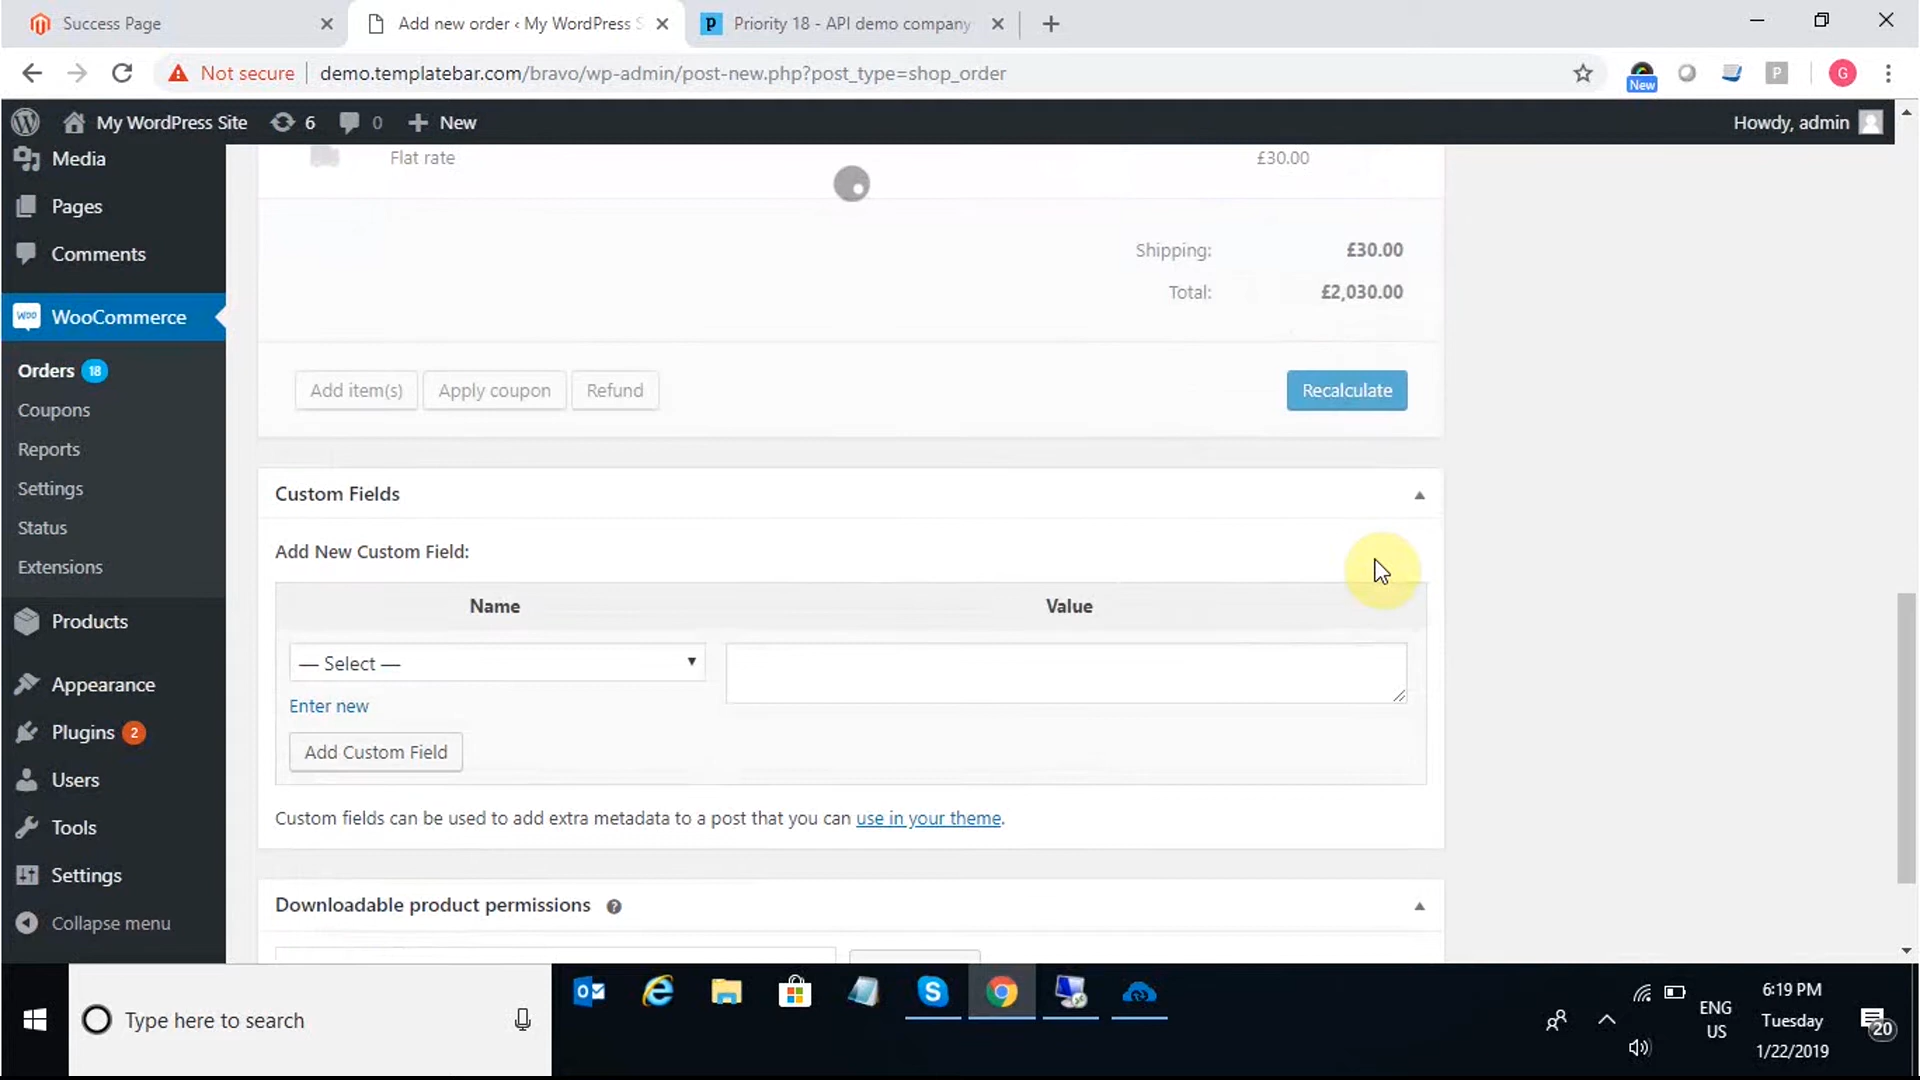 Success Page
Add new order ‹ My WordPress S
Priority 18 - API demo company
Not secure
demo.templatebar.com/bravo/wp-admin/post-new.php?post_type=shop_order
New
P
G
My WordPress Site
6
0
New
Howdy, admin
Media
Pages
Comments
WooCommerce
Orders 18
Coupons
Reports
Settings
Status
Extensions
Products
Appearance
Plugins 2
Users
Tools
Settings
Collapse menu
Flat rate £30.00
Shipping: £30.00
Total: £2,030.00
Add item(s) Apply coupon Refund Recalculate
Custom Fields
Add New Custom Field:
Name Value
— Select —
Enter new
Add Custom Field
Custom fields can be used to add extra metadata to a post that you can use in your theme.
Downloadable product permissions
Type here to search
ENG
US
6:19 PM
Tuesday
1/22/2019
20